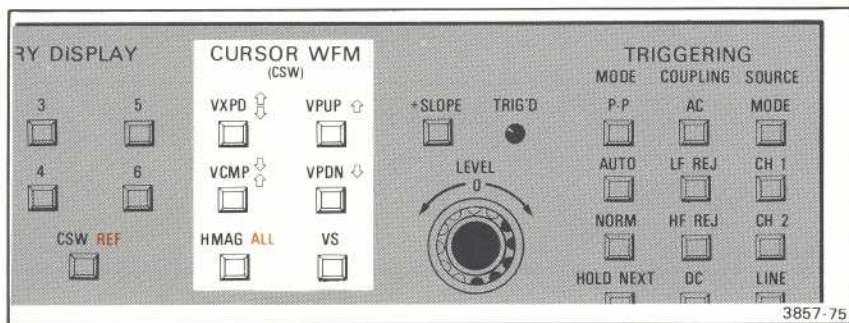 RY DISPLAY
3 5
4 6
CSW REF
CURSOR WFM
(CSW)
VXPD ⇧⇩ VPUP ⇧
VCMP ⇩⇧ VPDN ⇩
HMAG ALL VS
+SLOPE TRIG'D
LEVEL
0
TRIGGERING
MODE COUPLING SOURCE
P-P AC MODE
AUTO LF REJ CH 1
NORM HF REJ CH 2
HOLD NEXT DC LINE
3857-75